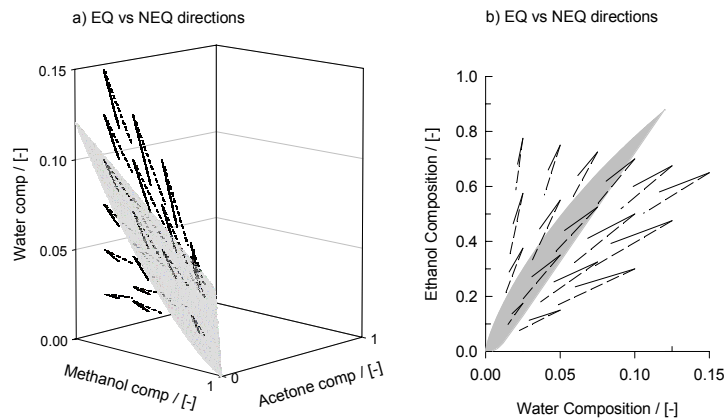 a) EQ vs NEQ directions
0.15
0.10
0.05
0.00
Water comp / [-]
Methanol comp / [-]
1 0
Acetone comp / [-]
1
b) EQ vs NEQ directions
1.0
0.8
0.6
0.4
0.2
0.0
Ethanol Composition / [-]
0.00 0.05 0.10 0.15
Water Composition / [-]